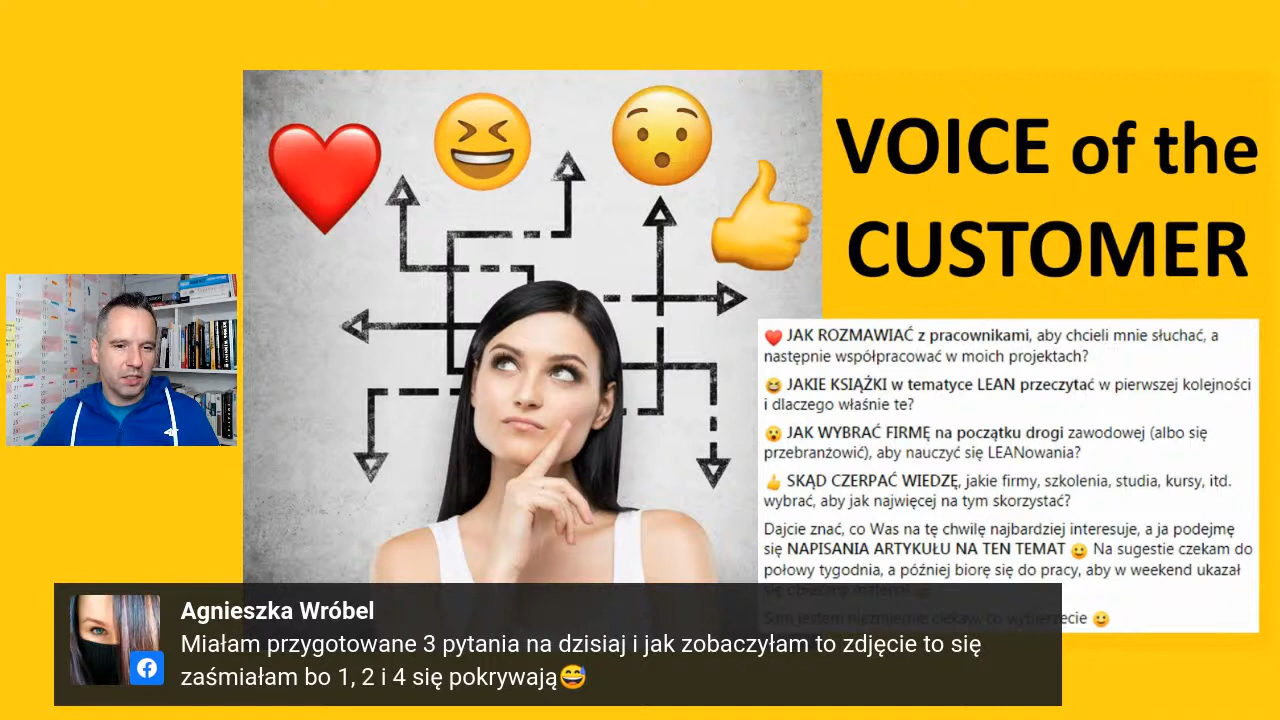 VOICE of the
CUSTOMER
❤️ JAK ROZMAWIAĆ z pracownikami, aby chcieli mnie słuchać, a
następnie współpracować w moich projektach?
😆 JAKIE KSIĄŻKI w tematyce LEAN przeczytać w pierwszej kolejności
i dlaczego właśnie te?
😮 JAK WYBRAĆ FIRMĘ na początku drogi zawodowej (albo się
przebranżowić), aby nauczyć się LEANowania?
👍 SKĄD CZERPAĆ WIEDZĘ, jakie firmy, szkolenia, studia, kursy, itd.
wybrać, aby jak najwięcej na tym skorzystać?
Dajcie znać, co Was na tę chwilę najbardziej interesuje, a ja podejmę
się NAPISANIA ARTYKUŁU NA TEN TEMAT 😀 Na sugestie czekam do
połowy tygodnia, a później biorę się do pracy, aby w weekend ukazał
Sam jestem niezmiernie ciekaw, co wybierzecie 😀
Agnieszka Wróbel
Miałam przygotowane 3 pytania na dzisiaj i jak zobaczyłam to zdjęcie to się
zaśmiałam bo 1, 2 i 4 się pokrywają😅